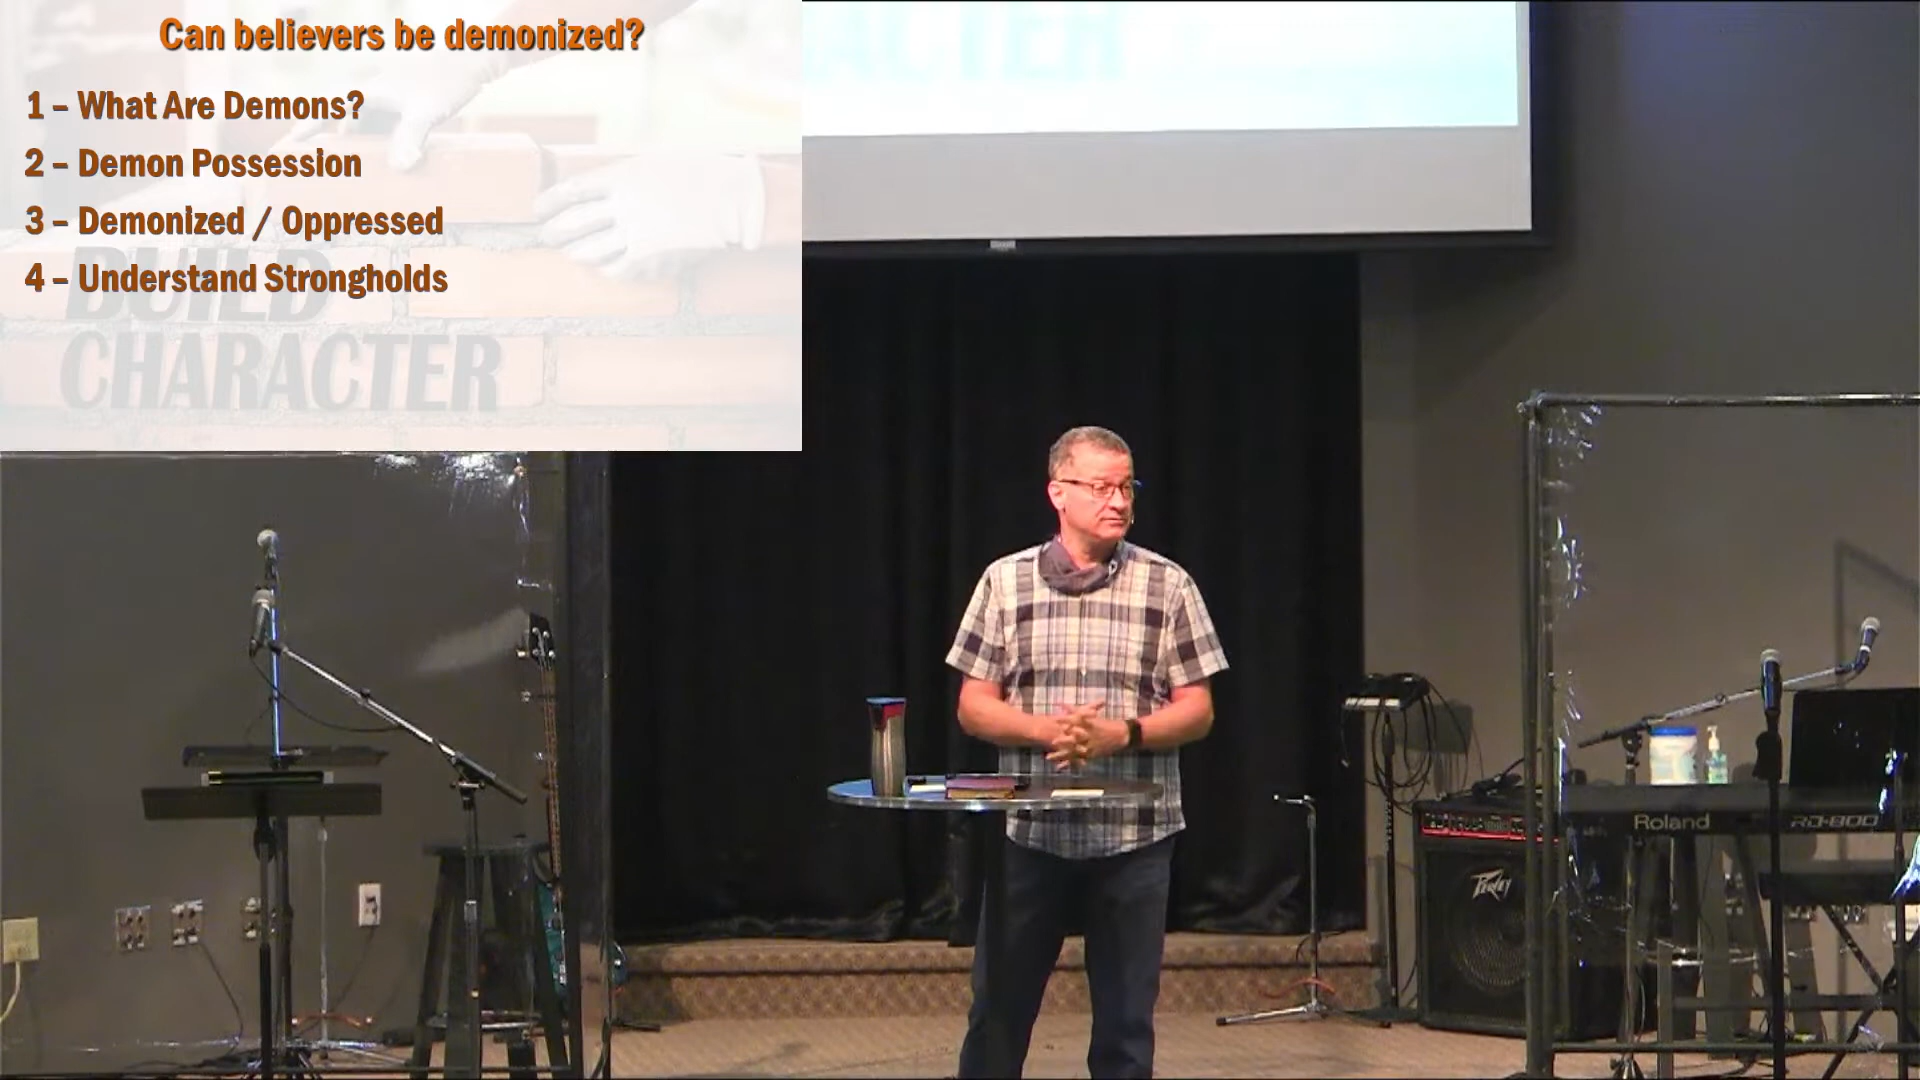 Can believers be demonized?
1 – What Are Demons?
2 – Demon Possession
3 – Demonized / Oppressed
4 – Understand Strongholds
BUILD
CHARACTER
ACTER
Roland
RD-800
PEAVEY